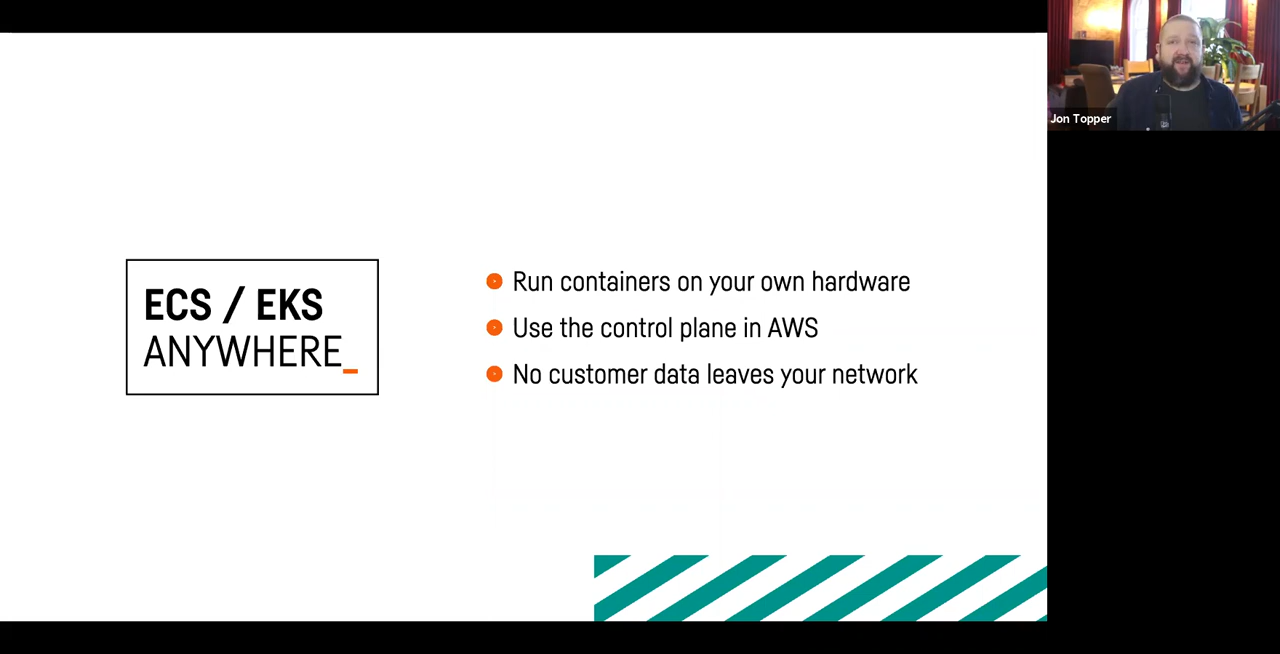 ECS / EKS
ANYWHERE_
Run containers on your own hardware
Use the control plane in AWS
No customer data leaves your network
Jon Topper